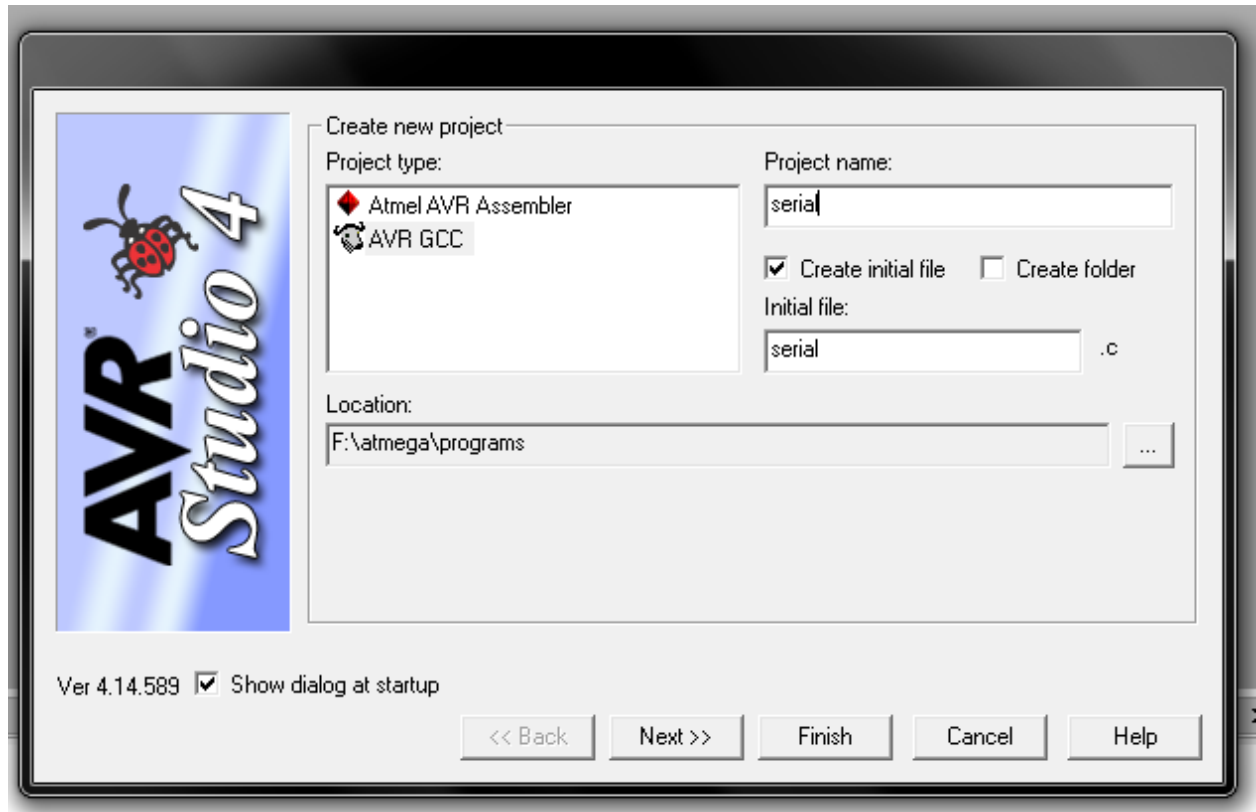 AVR® Studio 4
Create new project
Project type:
Atmel AVR Assembler
AVR GCC
Project name:
serial
Create initial file
Create folder
Initial file:
serial
.c
Location:
F:\atmega\programs
...
Ver 4.14.589
Show dialog at startup
<< Back
Next >>
Finish
Cancel
Help